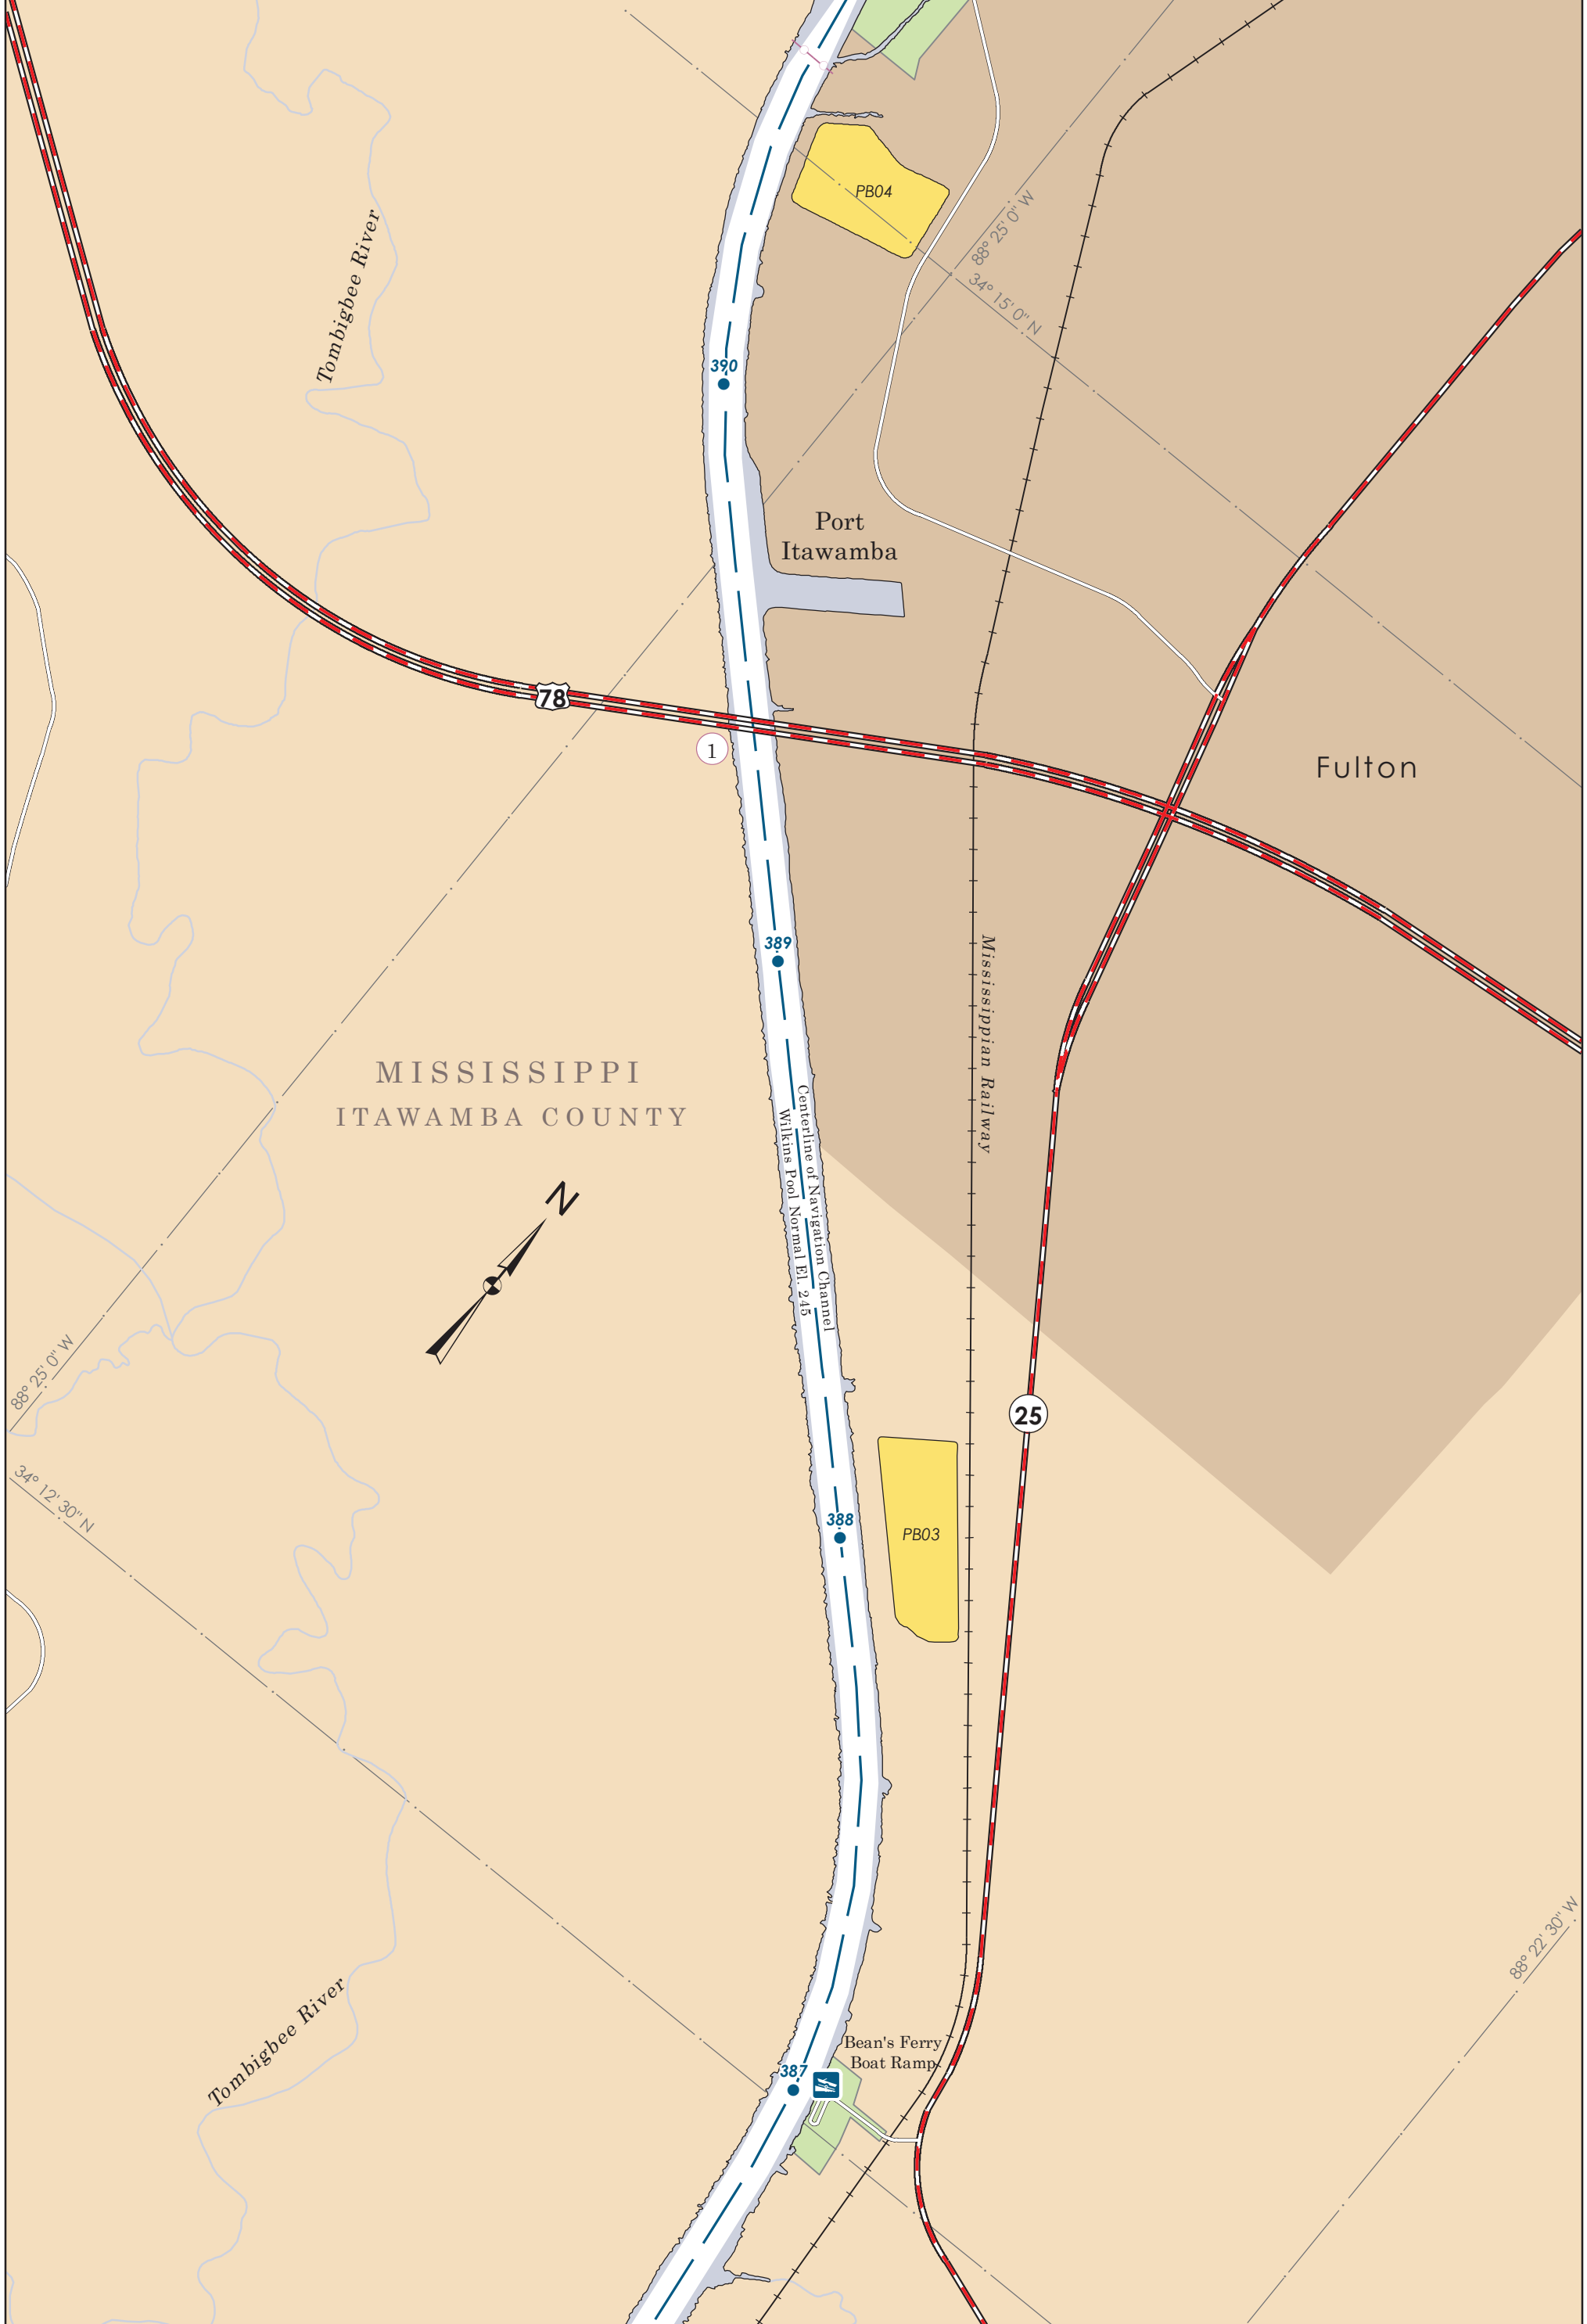 Tombigbee River
PB04
88° 25' 0" W
34° 15' 0" N
390
Port
Itawamba
78
1
Fulton
389
Mississippian Railway
MISSISSIPPI
ITAWAMBA COUNTY
Centerline of Navigation Channel
Wilkins Pool Normal El. 245
N
88° 25' 0" W
25
34° 12' 30" N
388
PB03
88° 22' 30" W
Tombigbee River
Bean's Ferry
Boat Ramp
387